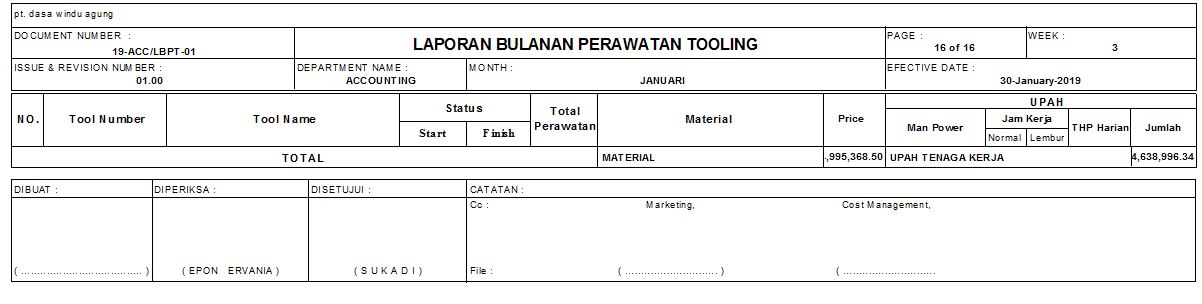 pt. dasa windu agung
DOCUMENT NUMBER :
19-ACC/LBPT-01
LAPORAN BULANAN PERAWATAN TOOLING
PAGE :
16 of 16
WEEK :
3
ISSUE & REVISION NUMBER :
01.00
DEPARTMENT NAME :
ACCOUNTING
MONTH :
JANUARI
EFECTIVE DATE :
30-January-2019
NO.
Tool Number
Tool Name
Status
Start
Finish
Total
Perawatan
Material
Price
UPAH
Man Power
Jam Kerja
Normal
Lembur
THP Harian
Jumlah
TOTAL
MATERIAL
,995,368.50
UPAH TENAGA KERJA
4,638,996.34
DIBUAT :
DIPERIKSA :
DISETUJUI :
CATATAN :
Cc :
Marketing,
Cost Management,
( ...................................... )
( EPON ERVANIA )
( S U K A D I )
File :
( ............................. )
( .............................